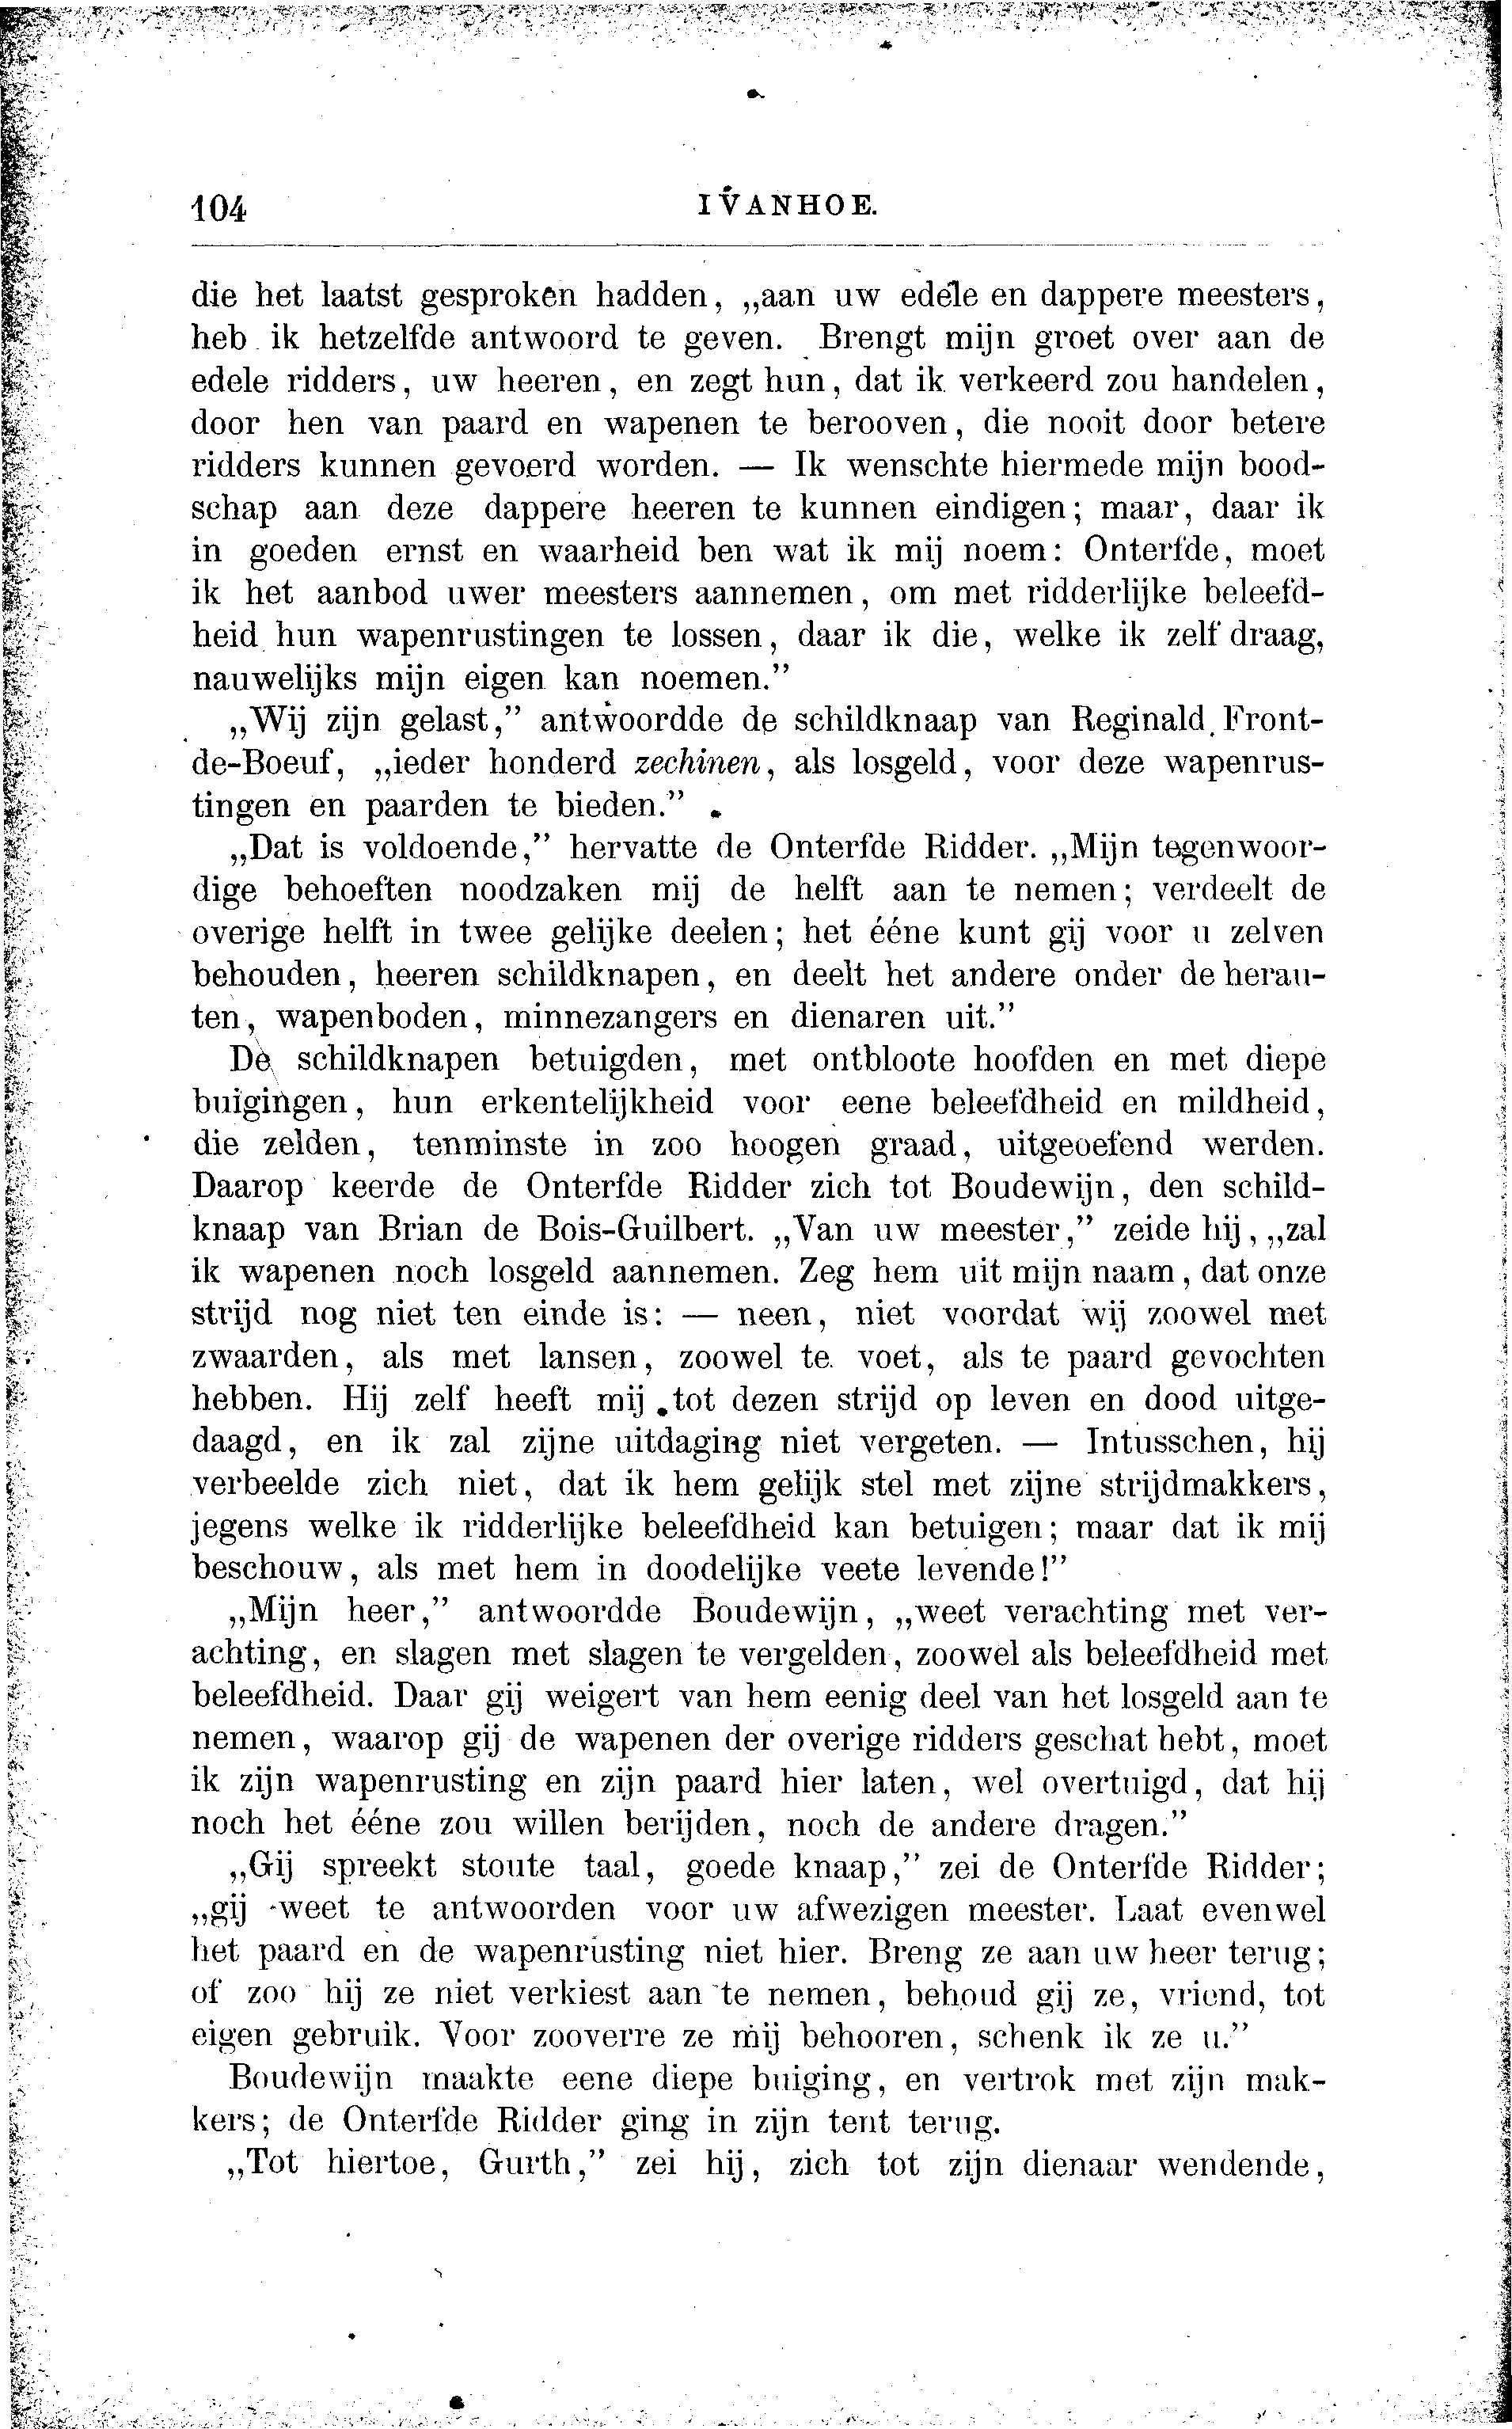 104
IVANHOE.
die het laatst gesproken hadden, „aan uw edele en dappere meesters,
heb ik hetzelfde antwoord te geven. Brengt mijn groet over aan de
edele ridders, uw heeren, en zegt hun, dat ik verkeerd zou handelen,
door hen van paard en wapenen te berooven, die nooit door betere
ridders kunnen gevoerd worden. — Ik wenschte hiermede mijn bood-
schap aan deze dappere heeren te kunnen eindigen; maar, daar ik
in goeden ernst en waarheid ben wat ik mij noem: Onterfde, moet
ik het aanbod uwer meesters aannemen, om met ridderlijke beleefd-
heid hun wapenrustingen te lossen, daar ik die, welke ik zelf draag,
nauwelijks mijn eigen kan noemen.”
„Wij zijn gelast,” antwoordde de schildknaap van Reginald Front-
de-Boeuf, „ieder honderd zechinen, als losgeld, voor deze wapenrus-
tingen en paarden te bieden.”
„Dat is voldoende,” hervatte de Onterfde Ridder. „Mijn tegenwoor-
dige behoeften noodzaken mij de helft aan te nemen; verdeelt de
overige helft in twee gelijke deelen; het ééne kunt gij voor u zelven
behouden, heeren schildknapen, en deelt het andere onder de herau-
ten, wapenboden, minnezangers en dienaren uit.”
De schildknapen betuigden, met ontbloote hoofden en met diepe
buigingen, hun erkentelijkheid voor eene beleefdheid en mildheid,
die zelden, tenminste in zoo hoogen graad, uitgeoefend werden.
Daarop keerde de Onterfde Ridder zich tot Boudewijn, den schild-
knaap van Brian de Bois-Guilbert. „Van uw meester,” zeide hij, „zal
ik wapenen noch losgeld aannemen. Zeg hem uit mijn naam, dat onze
strijd nog niet ten einde is: — neen, niet voordat wij zoowel met
zwaarden, als met lansen, zoowel te voet, als te paard gevochten
hebben. Hij zelf heeft mij tot dezen strijd op leven en dood uitge-
daagd, en ik zal zijne uitdaging niet vergeten. — Intusschen, hij
verbeelde zich niet, dat ik hem gelijk stel met zijne strijdmakkers,
jegens welke ik ridderlijke beleefdheid kan betuigen; maar dat ik mij
beschouw, als met hem in doodelijke veete levende!”
„Mijn heer,” antwoordde Boudewijn, „weet verachting met ver-
achting, en slagen met slagen te vergelden, zoowel als beleefdheid met
beleefdheid. Daar gij weigert van hem eenig deel van het losgeld aan te
nemen, waarop gij de wapenen der overige ridders geschat hebt, moet
ik zijn wapenrusting en zijn paard hier laten, wel overtuigd, dat hij
noch het ééne zou willen berijden, noch de andere dragen.”
„Gij spreekt stoute taal, goede knaap,” zei de Onterfde Ridder;
„gij weet te antwoorden voor uw afwezigen meester. Laat evenwel
het paard en de wapenrusting niet hier. Breng ze aan uw heer terug;
of zoo hij ze niet verkiest aan te nemen, behoud gij ze, vriend, tot
eigen gebruik. Voor zooverre ze mij behooren, schenk ik ze u.”
Boudewijn maakte eene diepe buiging, en vertrok met zijn mak-
kers; de Onterfde Ridder ging in zijn tent terug.
„Tot hiertoe, Gurth,” zei hij, zich tot zijn dienaar wendende,